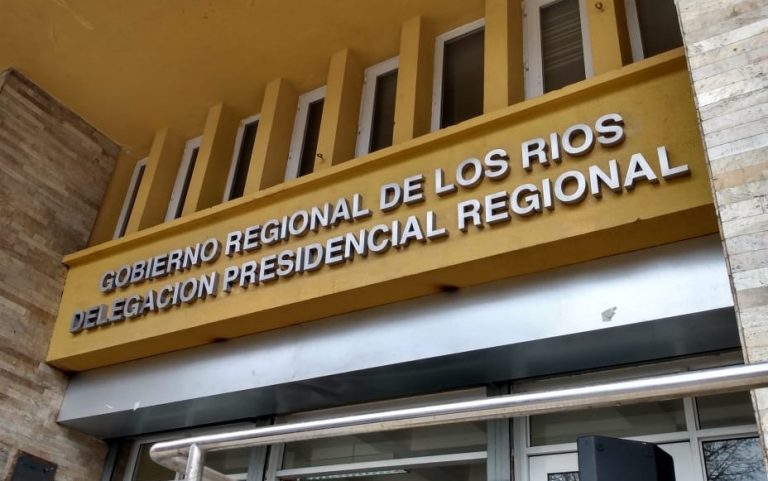 GOBIERNO REGIONAL DE LOS RIOS
DELEGACION PRESIDENCIAL REGIONAL